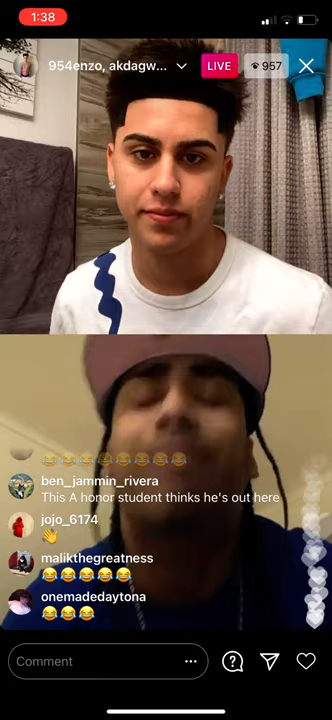 1:38
954enzo, akdagw...
LIVE
957
😂😂😂😂😂😂😂😂
ben_jammin_rivera
This A honor student thinks he's out here
jojo_6174
👋
malikthegreatness
😂😂😂😂😂
onemadedaytona
😂😂😂
Comment